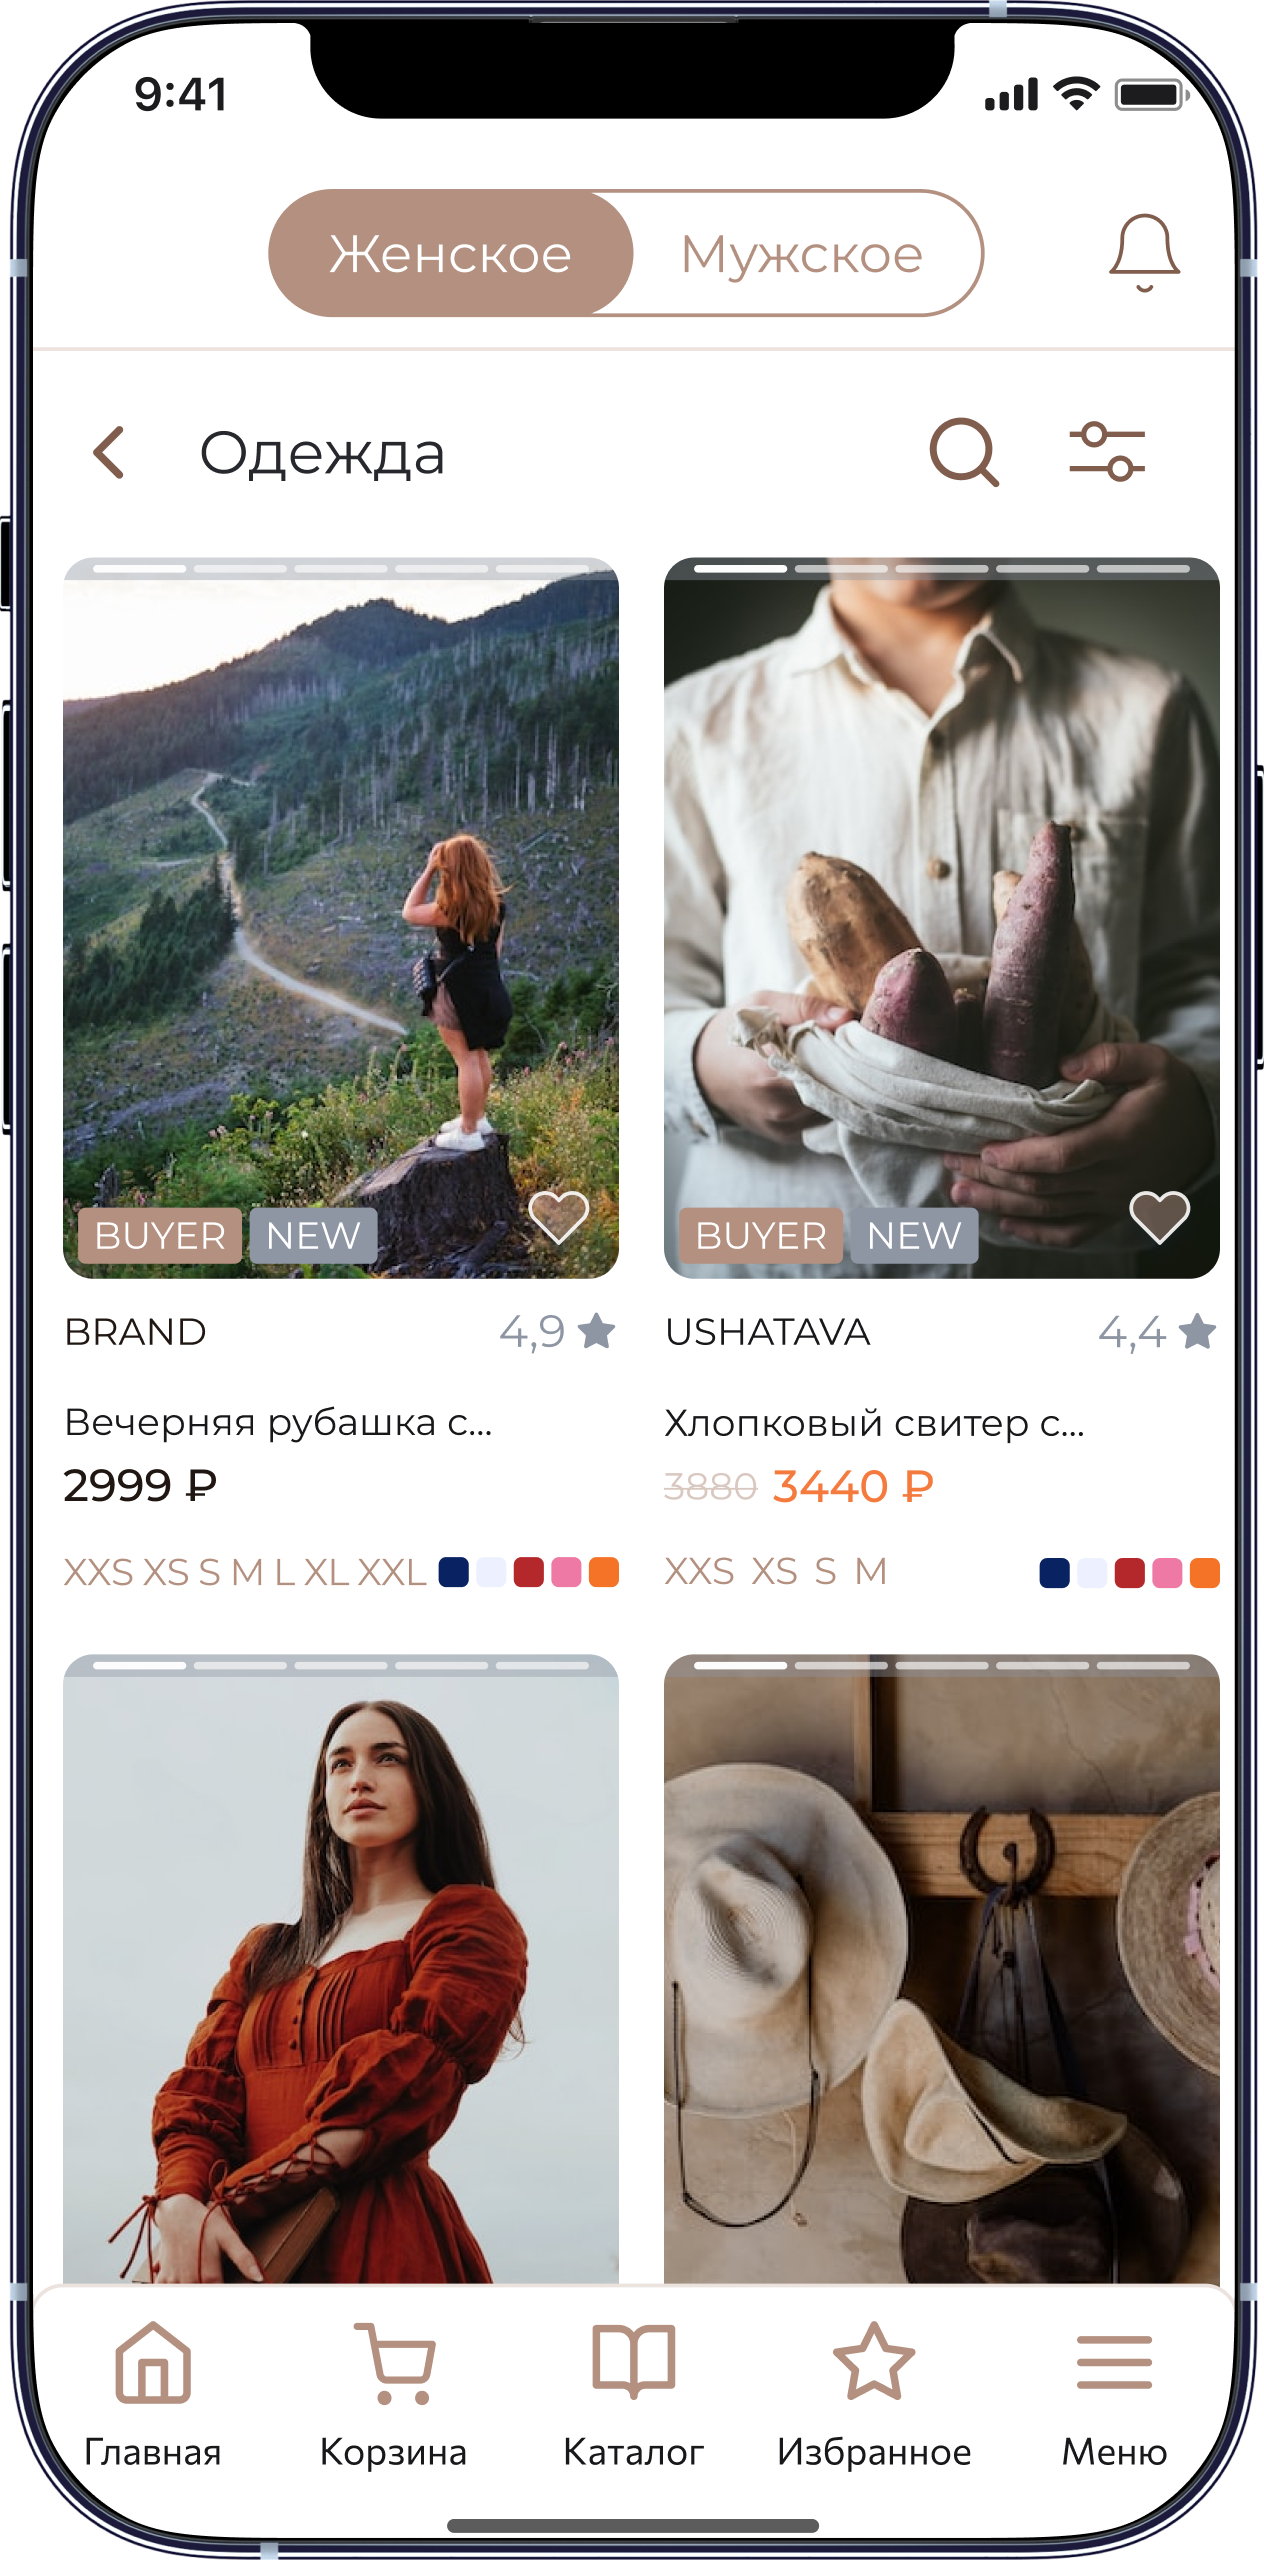 9:41
Женское Мужское
Одежда
BUYER NEW
BUYER NEW
BRAND 4,9
USHATAVA 4,4
Вечерняя рубашка с...
Хлопковый свитер с...
2999 ₽
3880 3440 ₽
XXS XS S M L XL XXL
XXS XS S M
Главная Корзина Каталог Избранное Меню